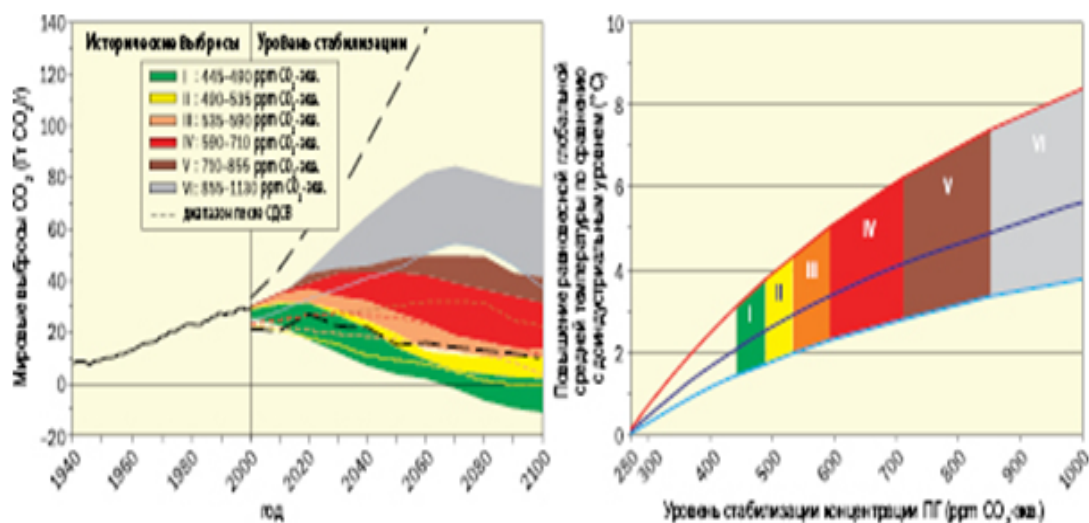 Мировые выбросы CO₂ (Гт CO₂/г)
140
120
100
80
60
40
20
0
–20
Исторические выбросы
Уровень стабилизации
I : 445–490 ppm CO₂-экв.
II : 490–535 ppm CO₂-экв.
III : 535–590 ppm CO₂-экв.
IV : 590–710 ppm CO₂-экв.
V : 710–855 ppm CO₂-экв.
VI : 855–1130 ppm CO₂-экв.
диапазон после СДСВ
1940
1960
1980
2000
2020
2040
2060
2080
2100
год
Повышение равновесной глобальной
средней температуры по сравнению
с доиндустриальным уровнем (°C)
10
8
6
4
2
0
I
II
III
IV
V
VI
280
300
400
500
600
700
800
900
1000
Уровень стабилизации концентрации ПГ (ppm CO₂-экв.)